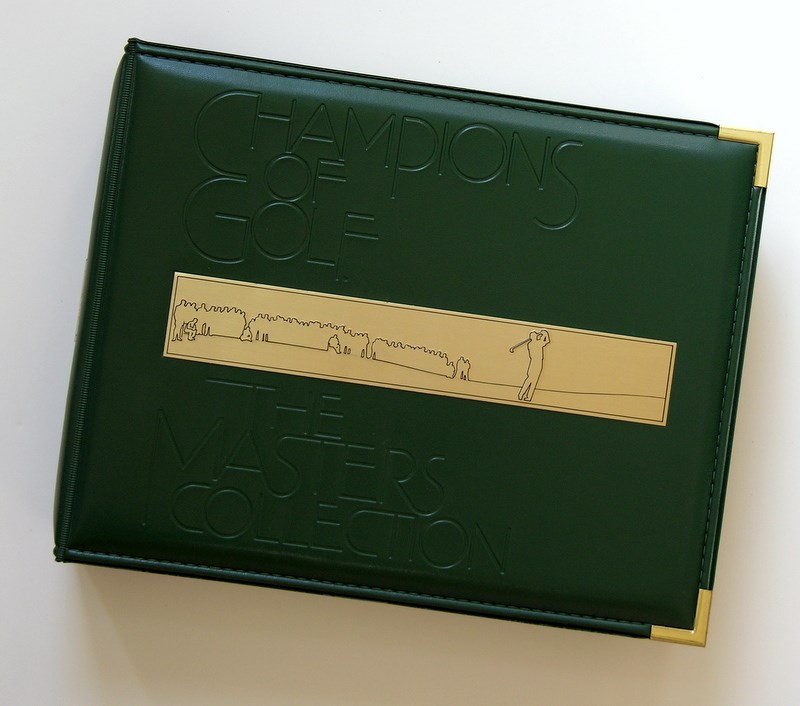 CHAMPIONS
OF
GOLF
THE
MASTERS
COLLECTION